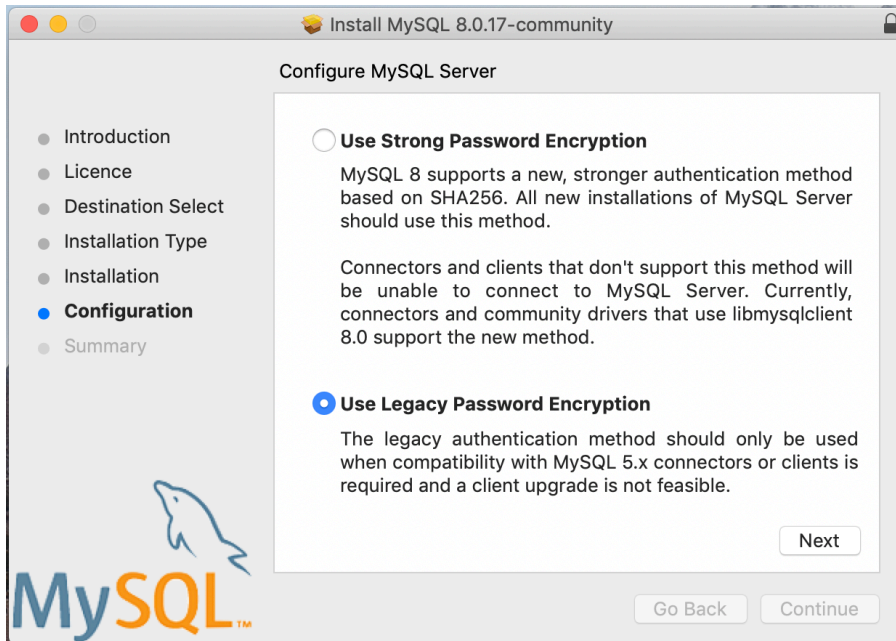 Install MySQL 8.0.17-community
Configure MySQL Server
Introduction
Licence
Destination Select
Installation Type
Installation
Configuration
Summary
Use Strong Password Encryption
MySQL 8 supports a new, stronger authentication method
based on SHA256. All new installations of MySQL Server
should use this method.
Connectors and clients that don't support this method will
be unable to connect to MySQL Server. Currently,
connectors and community drivers that use libmysqlclient
8.0 support the new method.
Use Legacy Password Encryption
The legacy authentication method should only be used
when compatibility with MySQL 5.x connectors or clients is
required and a client upgrade is not feasible.
Next
MySQL™
Go Back
Continue